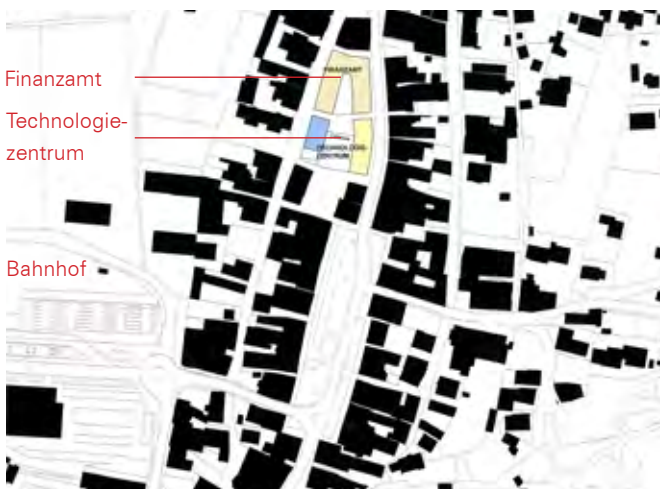 Finanzamt
FINANZAMT
Technologie-
zentrum
TECHNOLOGIE-
ZENTRUM
Bahnhof